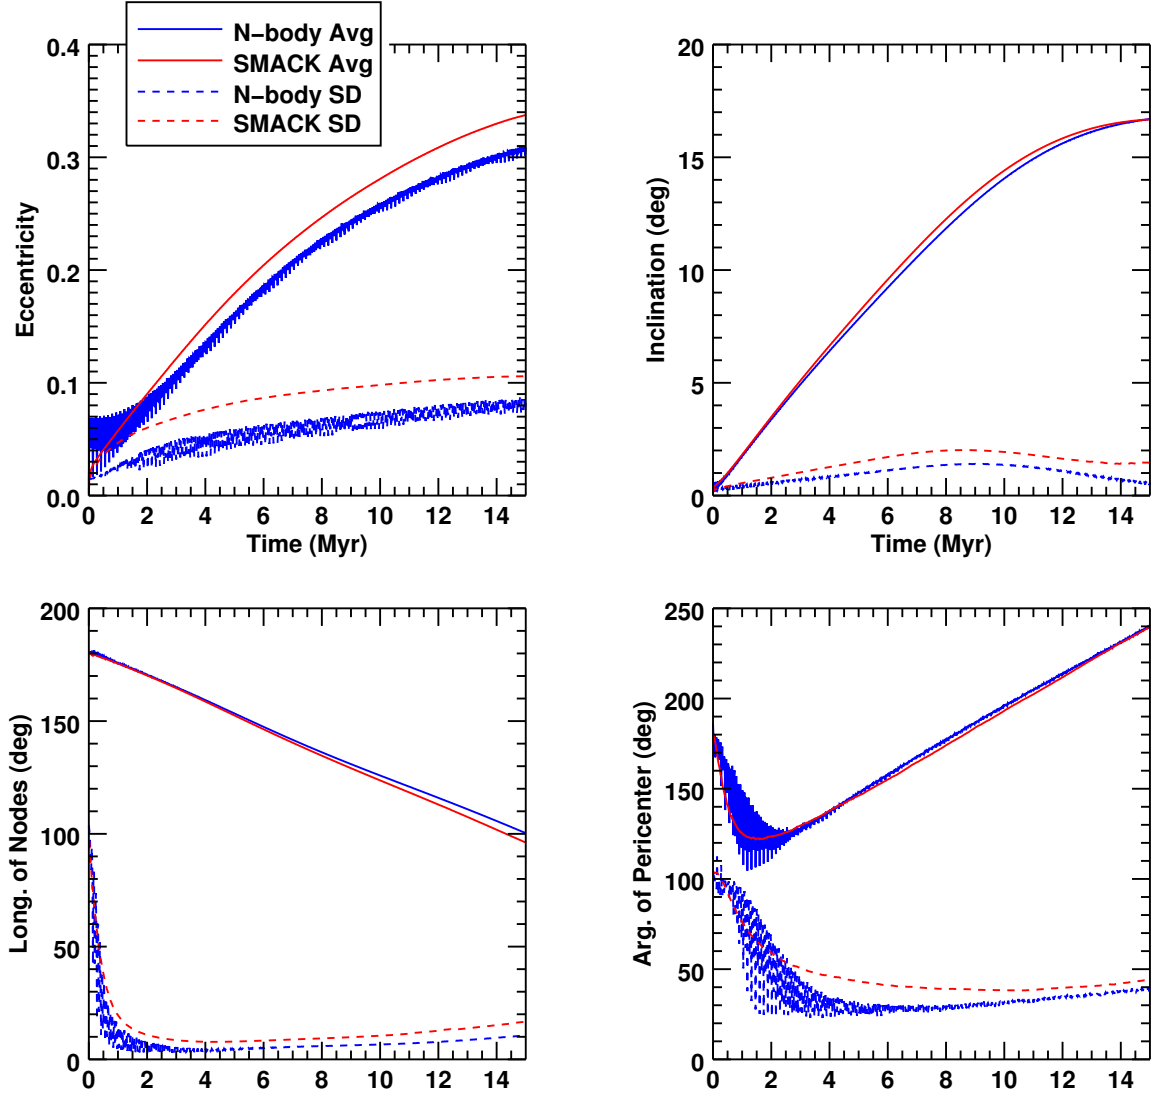 N-body Avg
SMACK Avg
N-body SD
SMACK SD
0.4
0.3
0.2
0.1
0.0
Eccentricity
0 2 4 6 8 10 12 14
Time (Myr)
20
15
10
5
0
Inclination (deg)
0 2 4 6 8 10 12 14
Time (Myr)
200
150
100
50
0
Long. of Nodes (deg)
0 2 4 6 8 10 12 14
250
200
150
100
50
0
Arg. of Pericenter (deg)
0 2 4 6 8 10 12 14